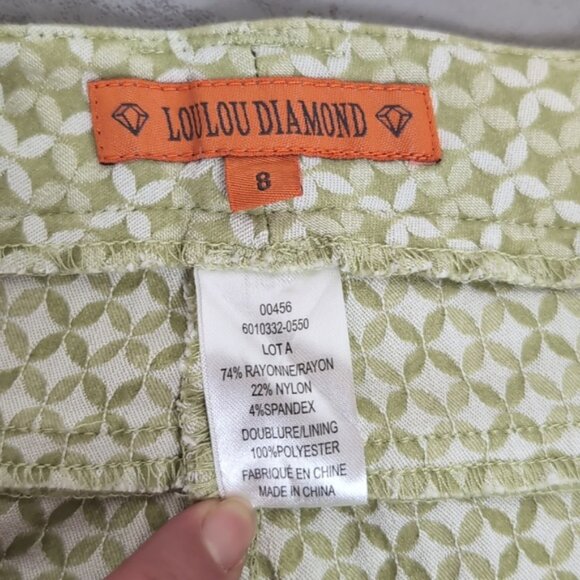 LOULOU DIAMOND
8
00456
6010332-0550
LOT A
74% RAYONNE/RAYON
22% NYLON
4%SPANDEX
DOUBLURE/LINING
100%POLYESTER
FABRIQUÉ EN CHINE
MADE IN CHINA